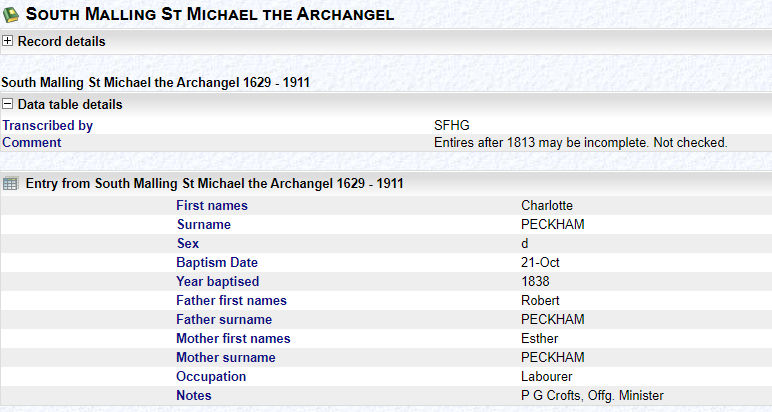 SOUTH MALLING ST MICHAEL THE ARCHANGEL
Record details
South Malling St Michael the Archangel 1629 - 1911
Data table details
Transcribed by SFHG
Comment Entires after 1813 may be incomplete. Not checked.
Entry from South Malling St Michael the Archangel 1629 - 1911
First names Charlotte
Surname PECKHAM
Sex d
Baptism Date 21-Oct
Year baptised 1838
Father first names Robert
Father surname PECKHAM
Mother first names Esther
Mother surname PECKHAM
Occupation Labourer
Notes P G Crofts, Offg. Minister